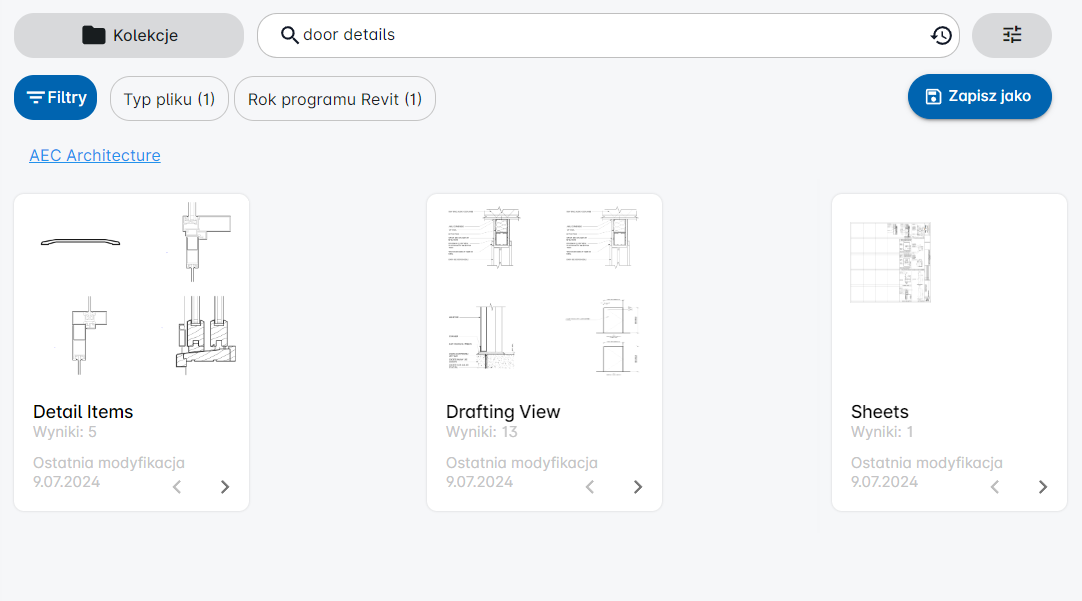 Kolekcje
door details
Filtry
Typ pliku (1)
Rok programu Revit (1)
Zapisz jako
AEC Architecture
Detail Items
Wyniki: 5
Ostatnia modyfikacja
9.07.2024
Drafting View
Wyniki: 13
Ostatnia modyfikacja
9.07.2024
Sheets
Wyniki: 1
Ostatnia modyfikacja
9.07.2024